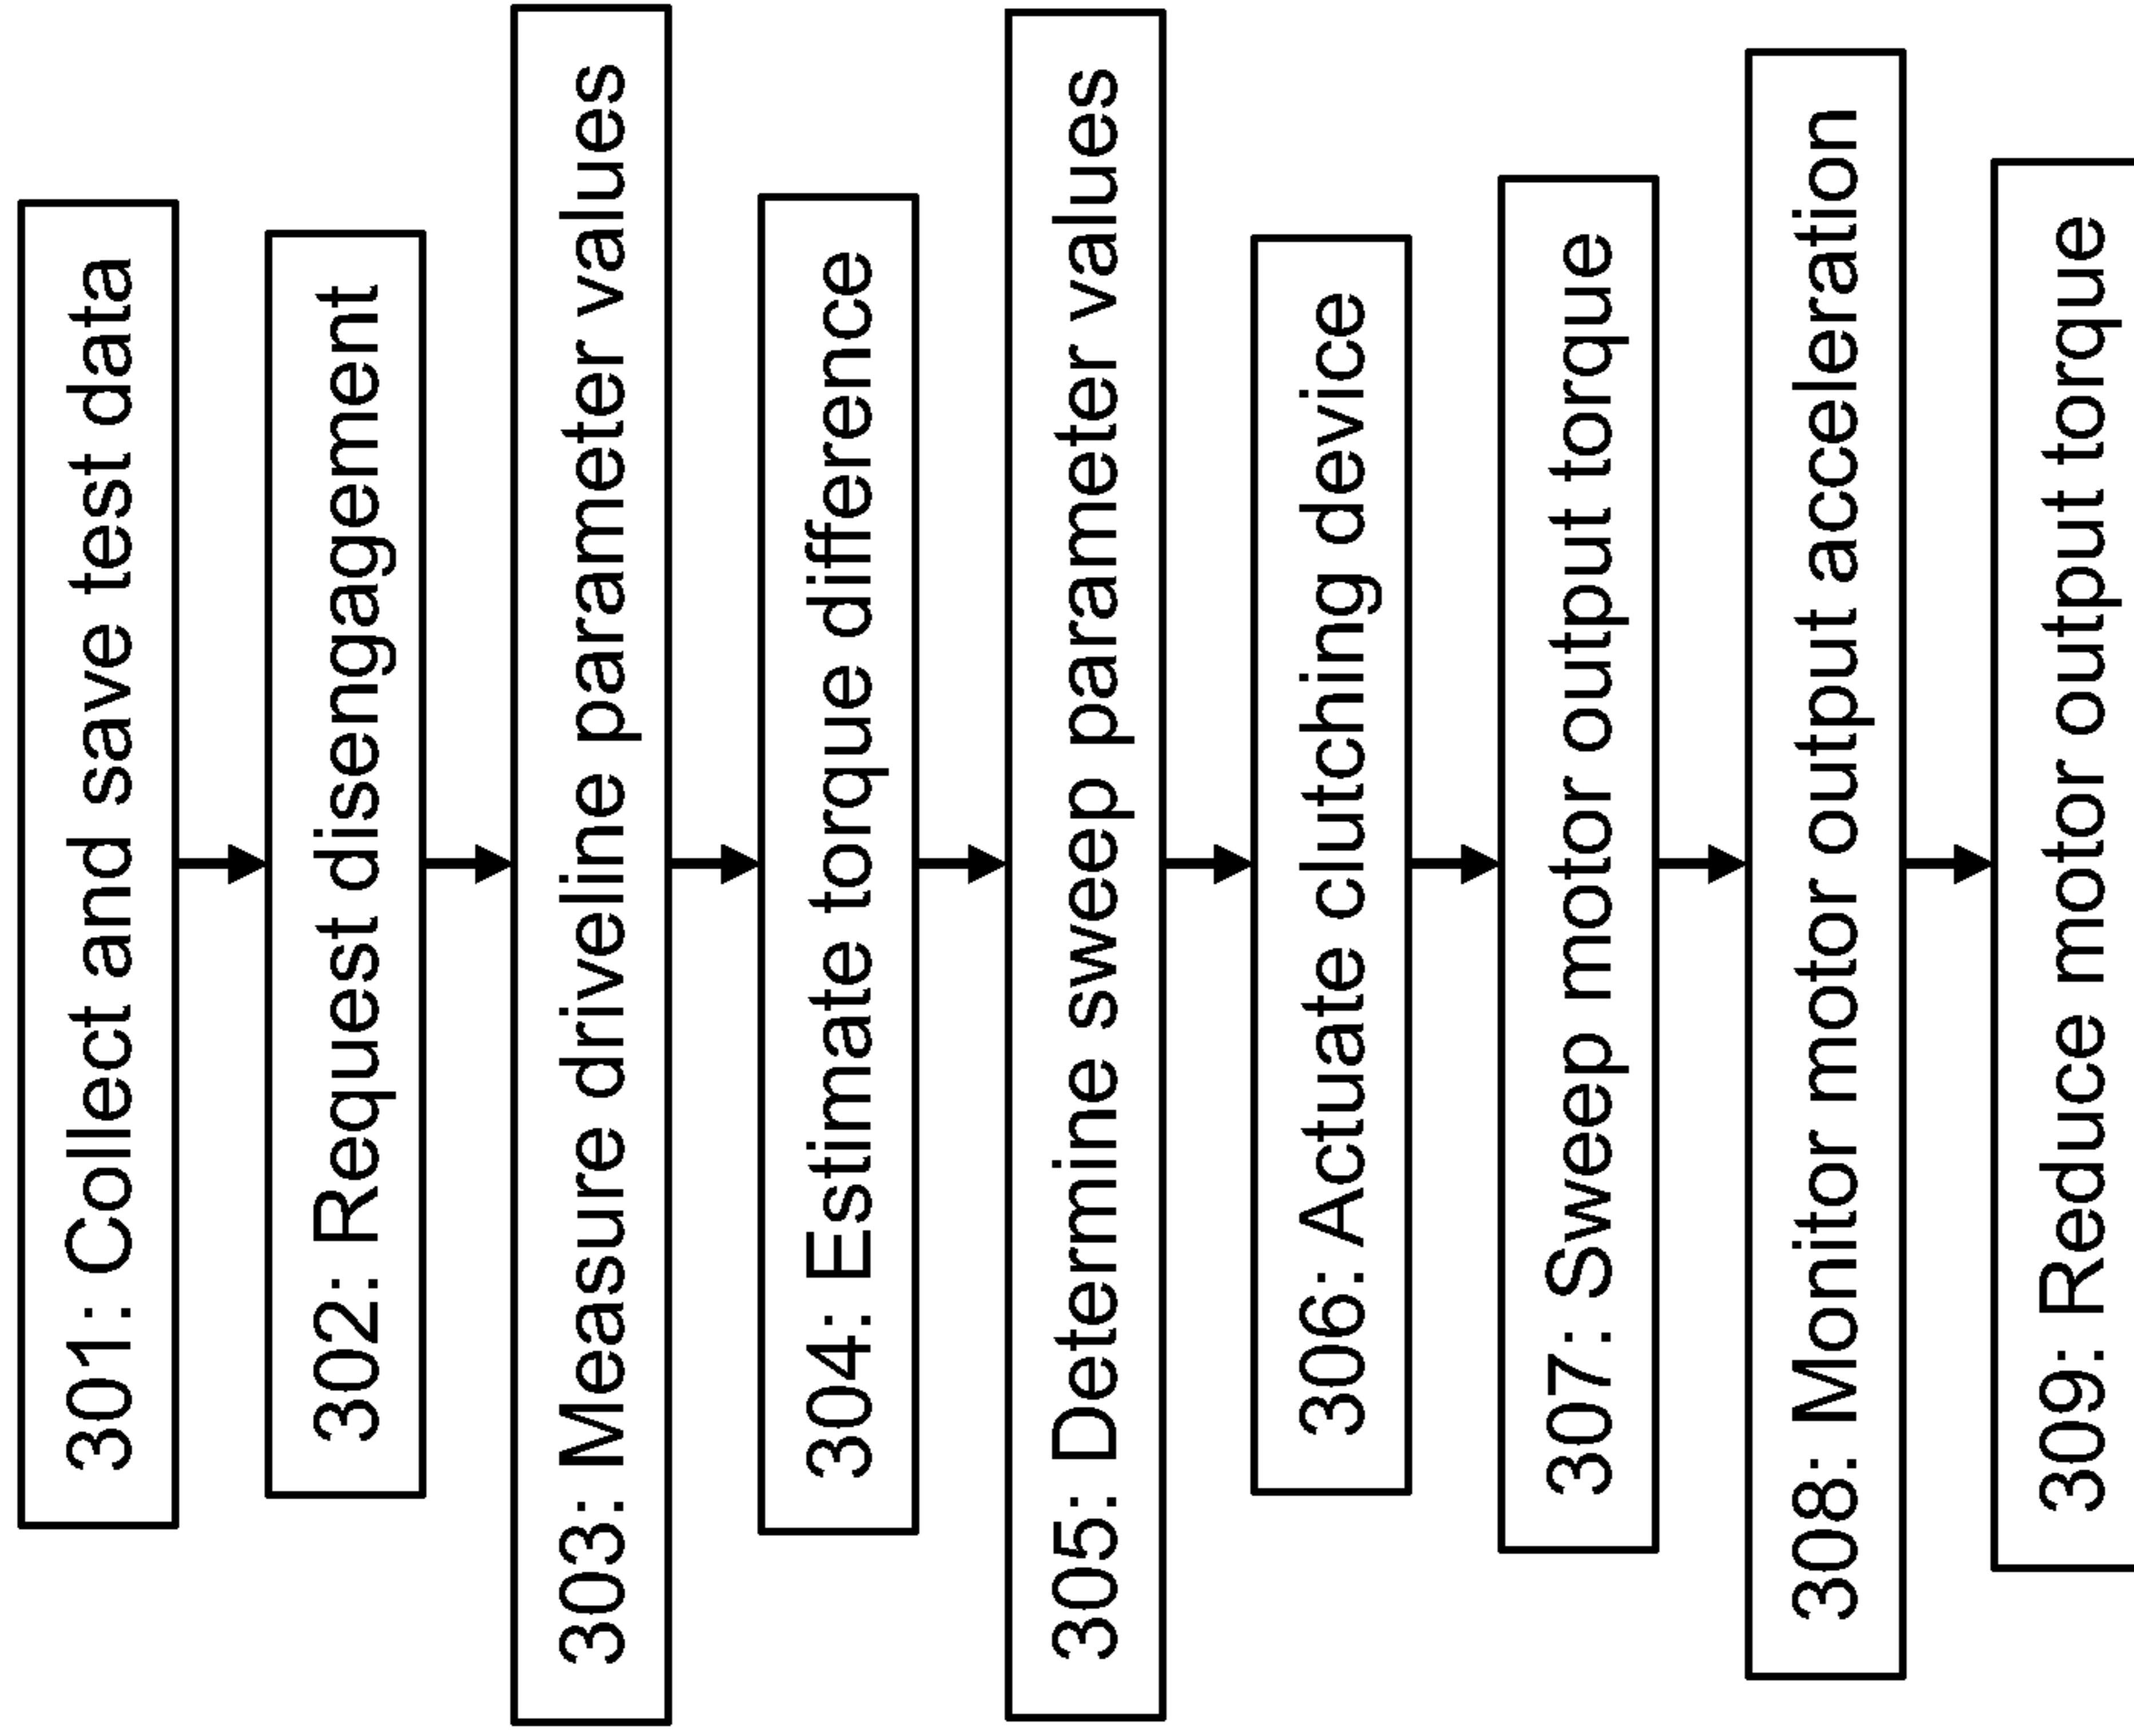 301: Collect and save test data
302: Request disengagement
303: Measure driveline parameter values
304: Estimate torque difference
305: Determine sweep parameter values
306: Actuate clutching device
307: Sweep motor output torque
308: Monitor motor output acceleration
309: Reduce motor output torque